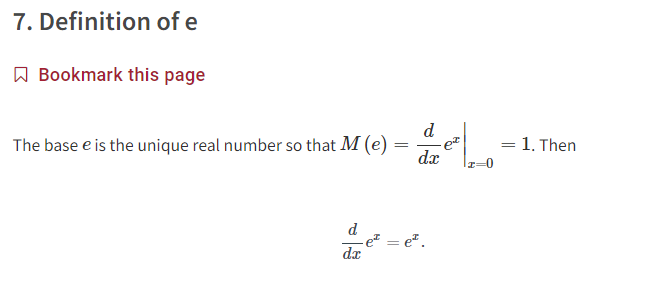 7. Definition of e
Bookmark this page
The base e is the unique real number so that M (e) = d/dx e^x |_{x=0} = 1. Then
d/dx e^x = e^x.